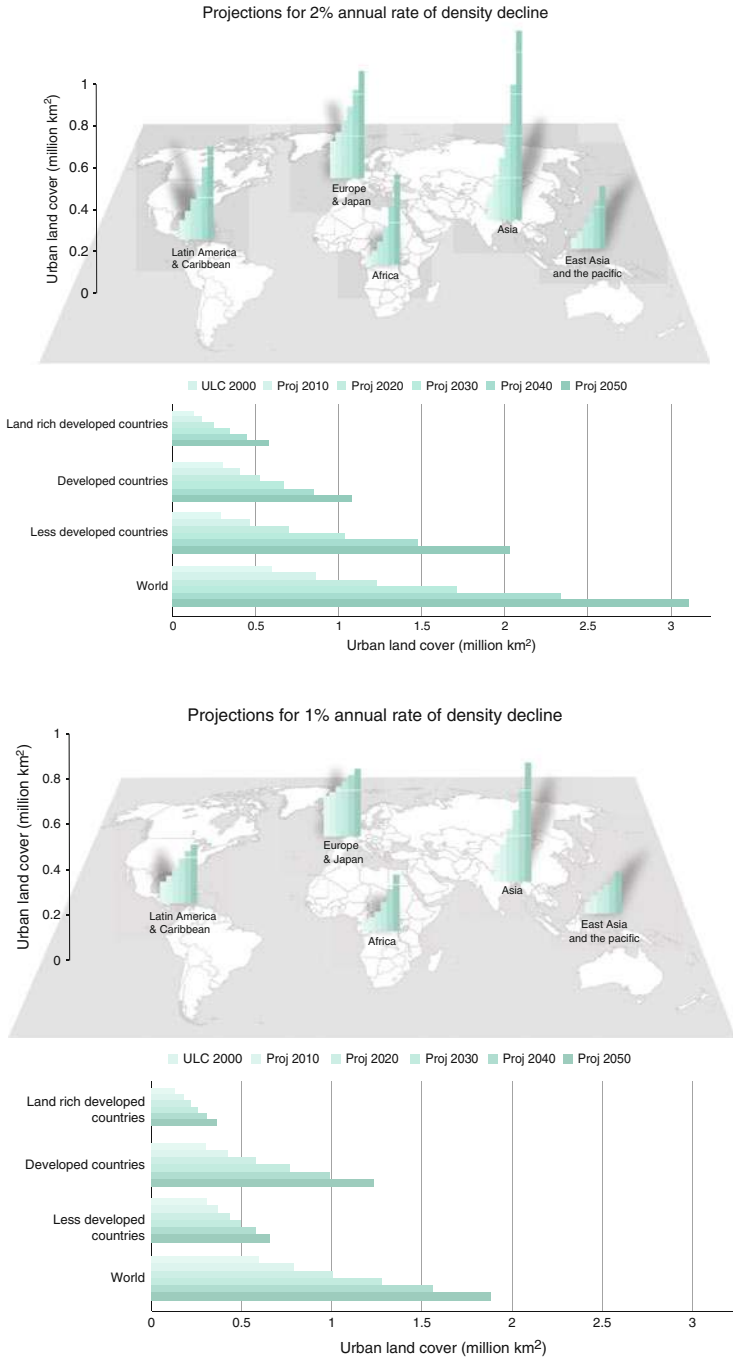 Projections for 2% annual rate of density decline
Urban land cover (million km²)
1
0.8
0.6
0.4
0.2
0
Europe
& Japan
Latin America
& Caribbean
Africa
Asia
East Asia
and the pacific
ULC 2000 Proj 2010 Proj 2020 Proj 2030 Proj 2040 Proj 2050
Land rich developed countries
Developed countries
Less developed countries
World
0 0.5 1 1.5 2 2.5 3
Urban land cover (million km²)
Projections for 1% annual rate of density decline
Urban land cover (million km²)
1
0.8
0.6
0.4
0.2
0
Europe
& Japan
Latin America
& Caribbean
Africa
Asia
East Asia
and the pacific
ULC 2000 Proj 2010 Proj 2020 Proj 2030 Proj 2040 Proj 2050
Land rich developed
countries
Developed countries
Less developed
countries
World
0 0.5 1 1.5 2 2.5 3
Urban land cover (million km²)